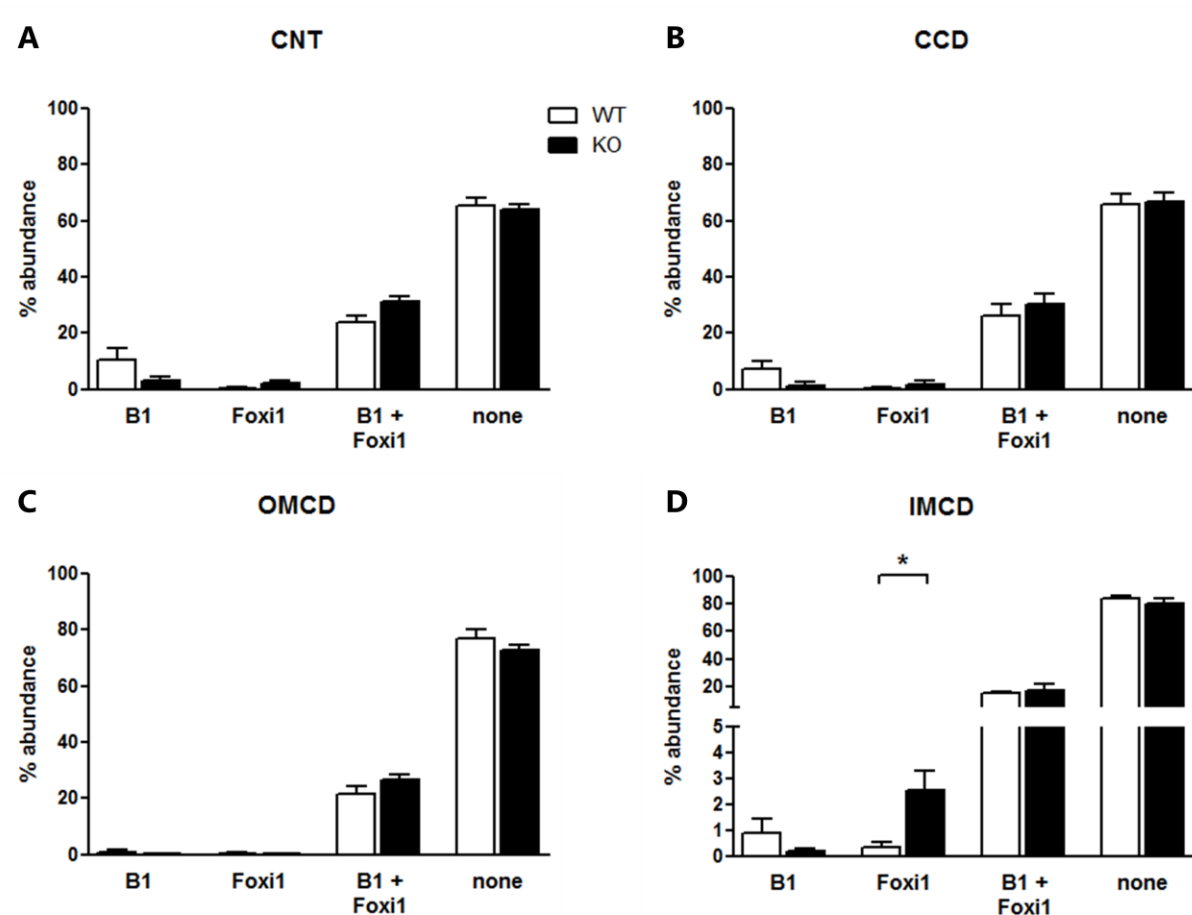 A
CNT
100
80
60
40
20
0
% abundance
B1
Foxi1
B1 +
Foxi1
none
WT
KO
B
CCD
100
80
60
40
20
0
% abundance
B1
Foxi1
B1 +
Foxi1
none
C
OMCD
100
80
60
40
20
0
% abundance
B1
Foxi1
B1 +
Foxi1
none
D
IMCD
*
100
80
60
40
20
5
4
3
2
1
0
% abundance
B1
Foxi1
B1 +
Foxi1
none